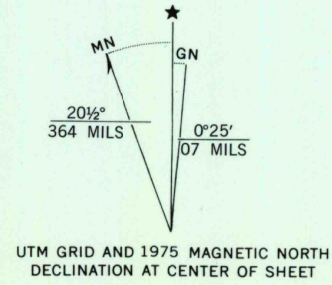 MN
GN
20½°
364 MILS
0°25′
07 MILS
UTM GRID AND 1975 MAGNETIC NORTH
DECLINATION AT CENTER OF SHEET